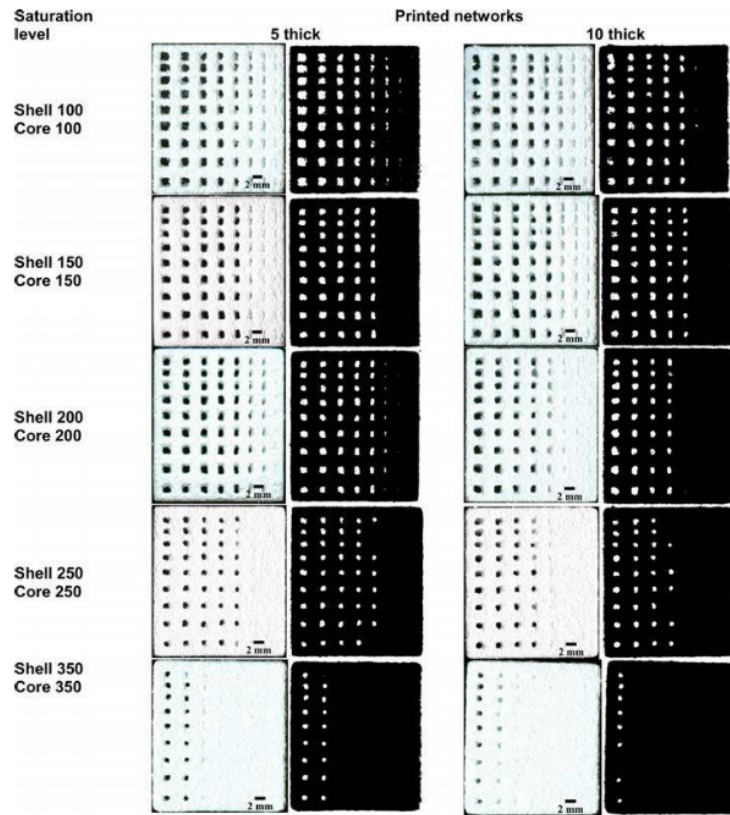 Saturation level
Printed networks
5 thick
10 thick
Shell 100
Core 100
2 mm
2 mm
Shell 150
Core 150
2 mm
2 mm
Shell 200
Core 200
2 mm
2 mm
Shell 250
Core 250
2 mm
2 mm
Shell 350
Core 350
2 mm
2 mm